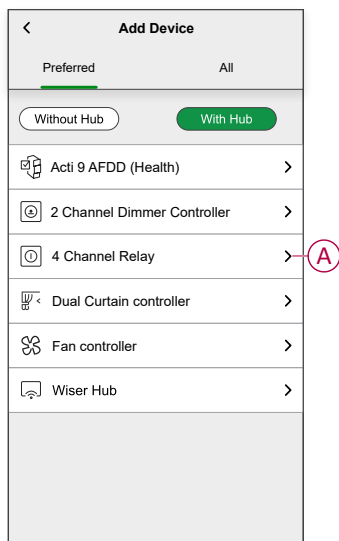 Add Device
Preferred All
Without Hub With Hub
Acti 9 AFDD (Health)
2 Channel Dimmer Controller
4 Channel Relay
A
Dual Curtain controller
Fan controller
Wiser Hub